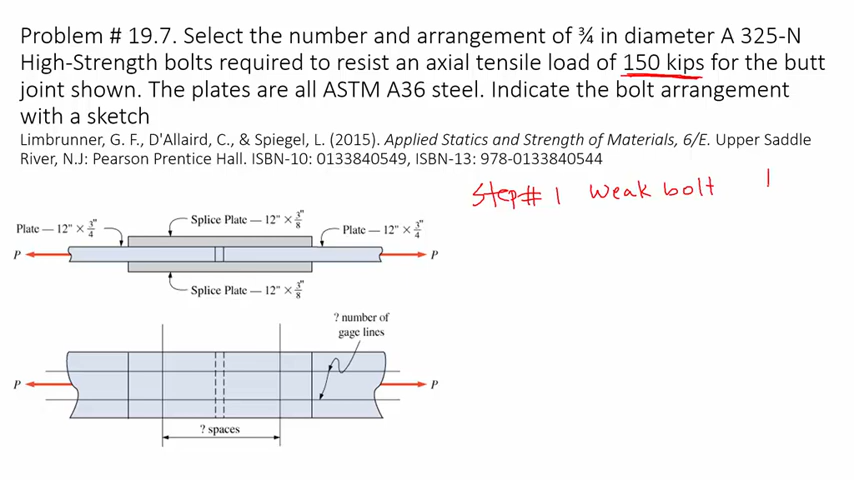 Problem # 19.7. Select the number and arrangement of ¾ in diameter A 325-N
High-Strength bolts required to resist an axial tensile load of 150 kips for the butt
joint shown. The plates are all ASTM A36 steel. Indicate the bolt arrangement
with a sketch
Limbrunner, G. F., D'Allaird, C., & Spiegel, L. (2015). Applied Statics and Strength of Materials, 6/E. Upper Saddle
River, N.J: Pearson Prentice Hall. ISBN-10: 0133840549, ISBN-13: 978-0133840544
Step# 1 weak bolt
Splice Plate — 12" × 3/8"
Plate — 12" × 3/4"
Plate — 12" × 3/4"
P
P
Splice Plate — 12" × 3/8"
? number of
gage lines
P
P
? spaces